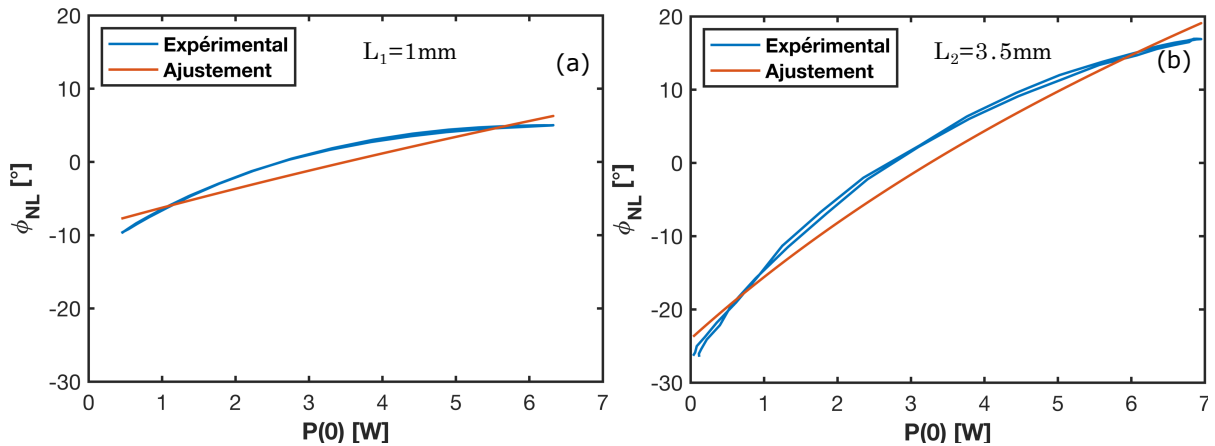 20
10
0
-10
-20
-30
ϕNL [°]
Expérimental
Ajustement
L₁=1mm
(a)
0 1 2 3 4 5 6 7
P(0) [W]
20
10
0
-10
-20
-30
ϕNL [°]
Expérimental
Ajustement
L₂=3.5mm
(b)
0 1 2 3 4 5 6 7
P(0) [W]